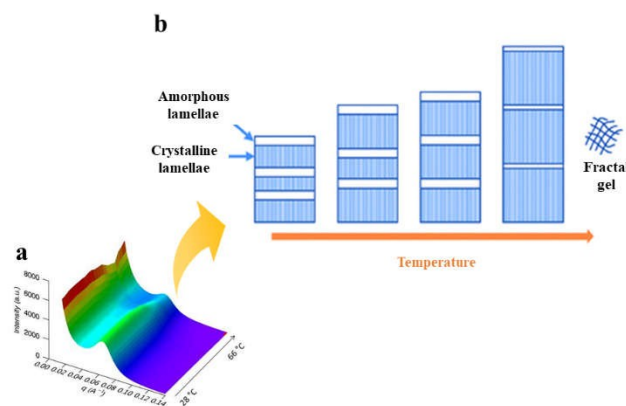 b
Amorphous
lamellae
Crystalline
lamellae
Fractal
gel
Temperature
a
8000
6000
4000
2000
0
Intensity (a.u.)
0.00
0.02
0.04
0.06
0.08
0.10
0.12
0.14
q (Å⁻¹)
28 °C
66 °C